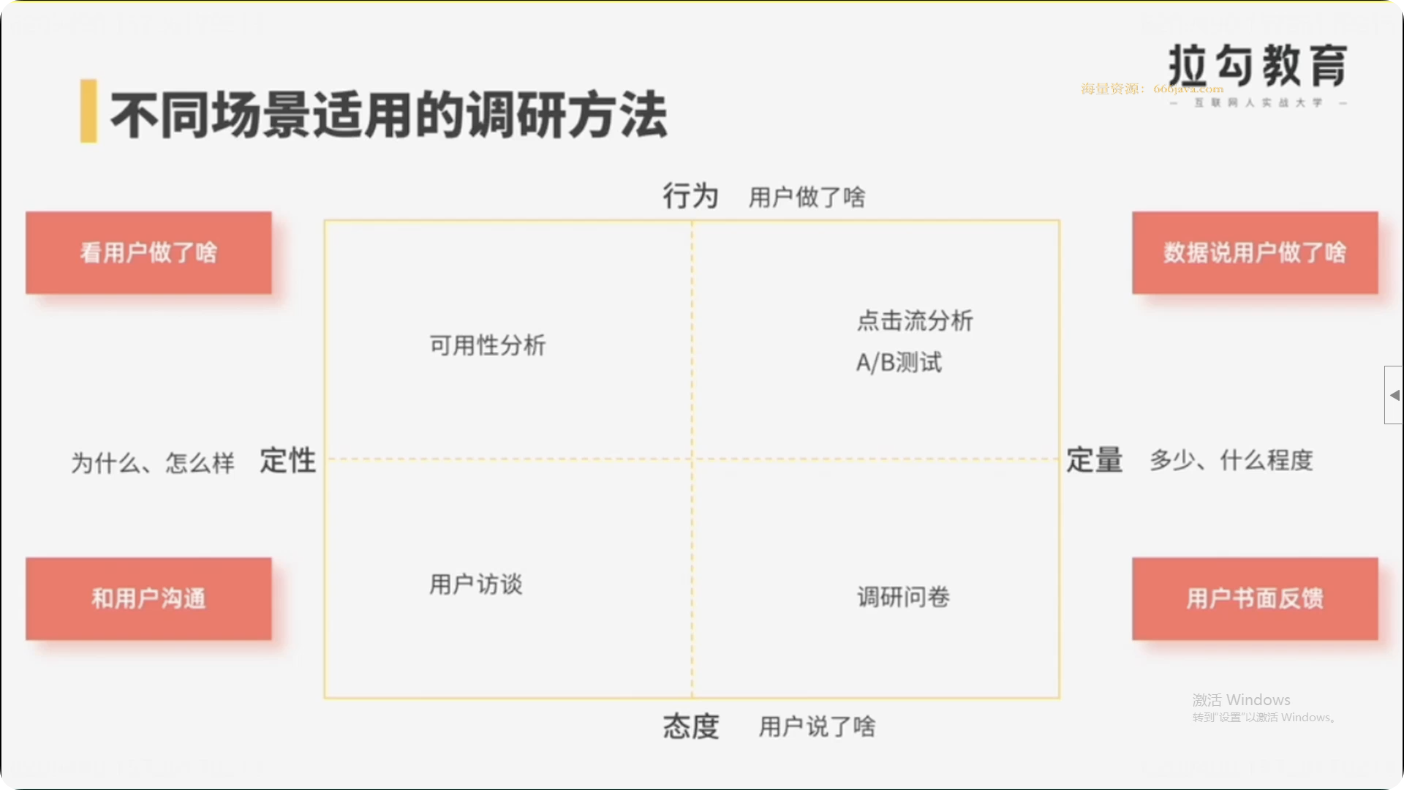 拉勾教育
海量资源：666java.com
— 互联网人实战大学 —
不同场景适用的调研方法
行为 用户做了啥
看用户做了啥
数据说用户做了啥
点击流分析
可用性分析
A/B测试
为什么、怎么样 定性
定量 多少、什么程度
用户访谈
调研问卷
和用户沟通
用户书面反馈
激活 Windows
转到"设置"以激活 Windows。
态度 用户说了啥